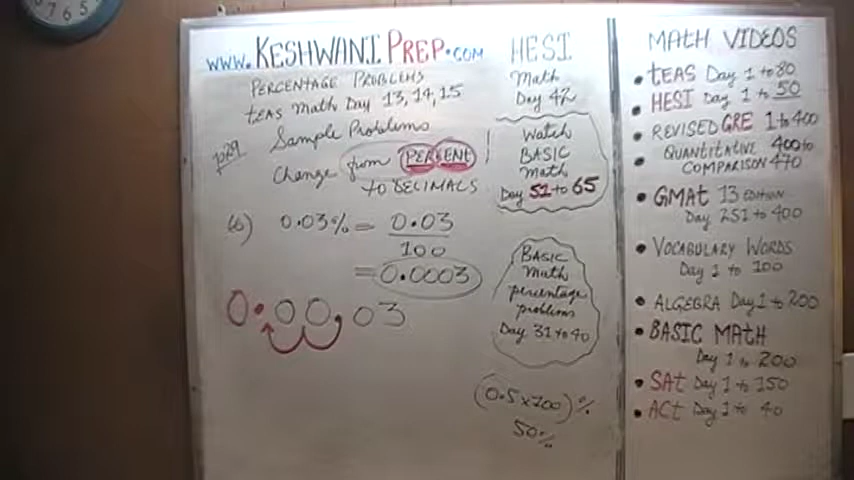 7 6 5
www.KESHWANIPREP.COM
PERCENTAGE PROBLEMS
TEAS Math Day 13, 14, 15
p29 Sample Problems
Change from PERCENT
TO DECIMALS
6) 0.03% = 0.03
100
= 0.0003
0.00.03
HESI
Math
Day 42
Watch
BASIC
Math
Day 51 to 65
BASIC
Math
percentage
problems
Day 31 to 40
(0.5x100)%
50%
MATH VIDEOS
• TEAS Day 1 to 80
• HESI Day 1 to 50
• REVISED GRE 1 to 400
• QUANTITATIVE 400 to
COMPARISON 470
• GMAT 13 EDITION
Day 251 to 400
• VOCABULARY WORDS
Day 1 to 100
• ALGEBRA Day 1 to 200
• BASIC MATH
Day 1 to 200
• SAT Day 1 to 150
• ACT Day 1 to 40